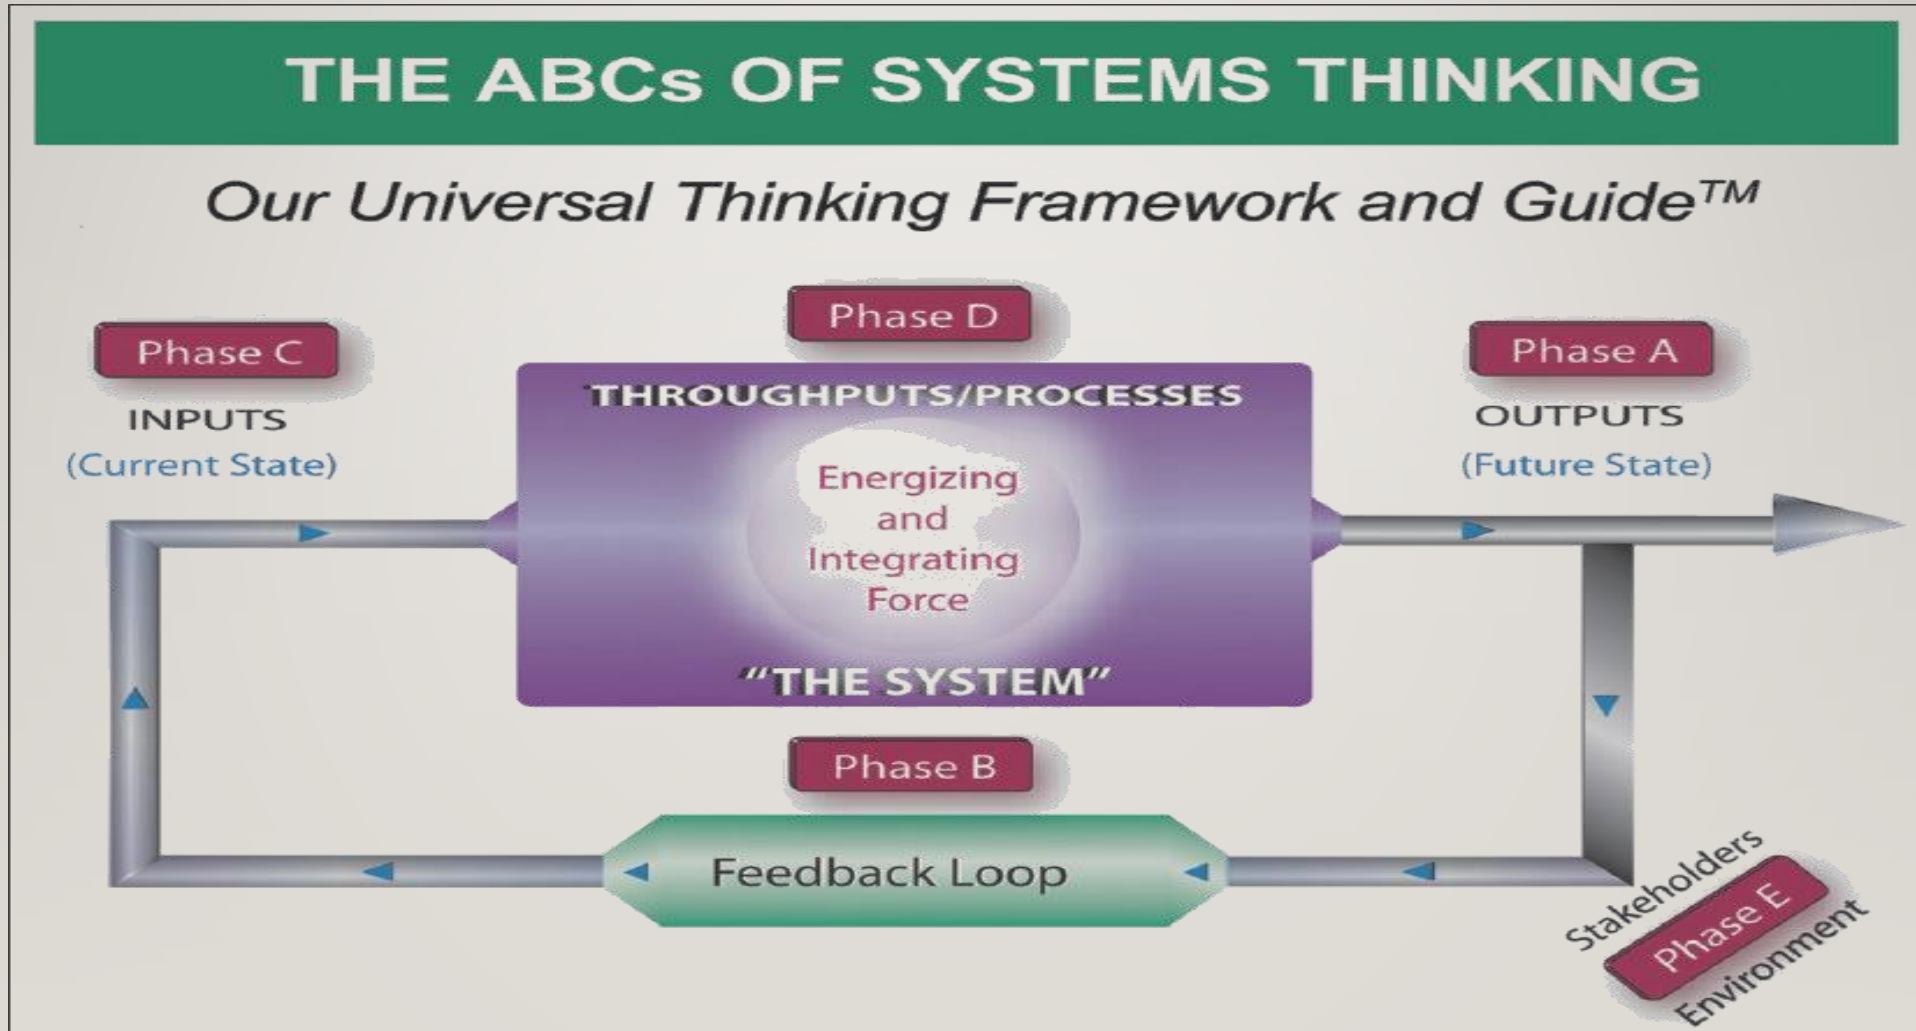 THE ABCs OF SYSTEMS THINKING
Our Universal Thinking Framework and Guide™
Phase C
INPUTS
(Current State)
Phase D
THROUGHPUTS/PROCESSES
Energizing
and
Integrating
Force
"THE SYSTEM"
Phase A
OUTPUTS
(Future State)
Phase B
Feedback Loop
Stakeholders
Phase E
Environment